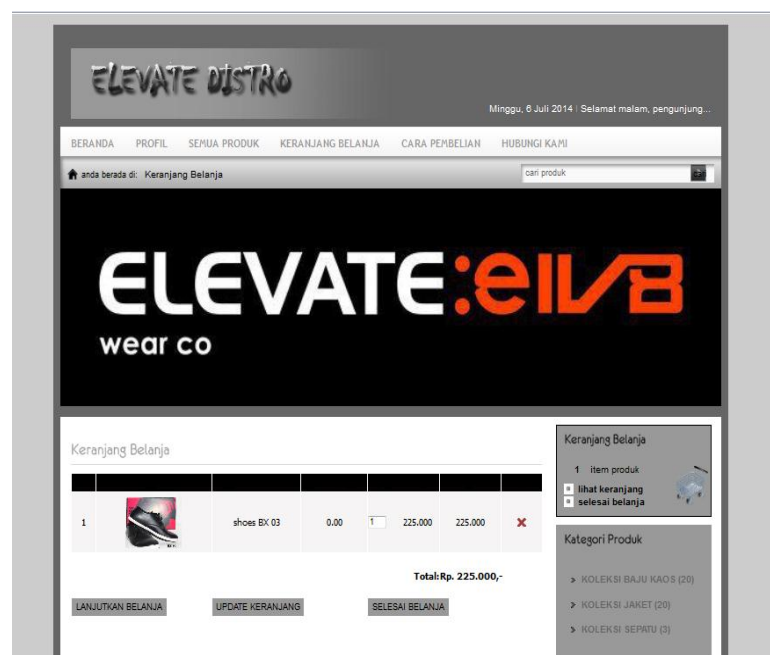 ELEVATE DISTRO
Minggu, 6 Juli 2014 | Selamat malam, pengunjung...
BERANDA PROFIL SEMUA PRODUK KERANJANG BELANJA CARA PEMBELIAN HUBUNGI KAMI
anda berada di: Keranjang Belanja
cari produk
ELEVATE:elv8
wear co
Keranjang Belanja
1 shoes BX 03 0.00 1 225.000 225.000
Total:Rp. 225.000,-
LANJUTKAN BELANJA UPDATE KERANJANG SELESAI BELANJA
Keranjang Belanja
1 item produk
lihat keranjang
selesai belanja
Kategori Produk
KOLEKSI BAJU KAOS (20)
KOLEKSI JAKET (20)
KOLEKSI SEPATU (3)